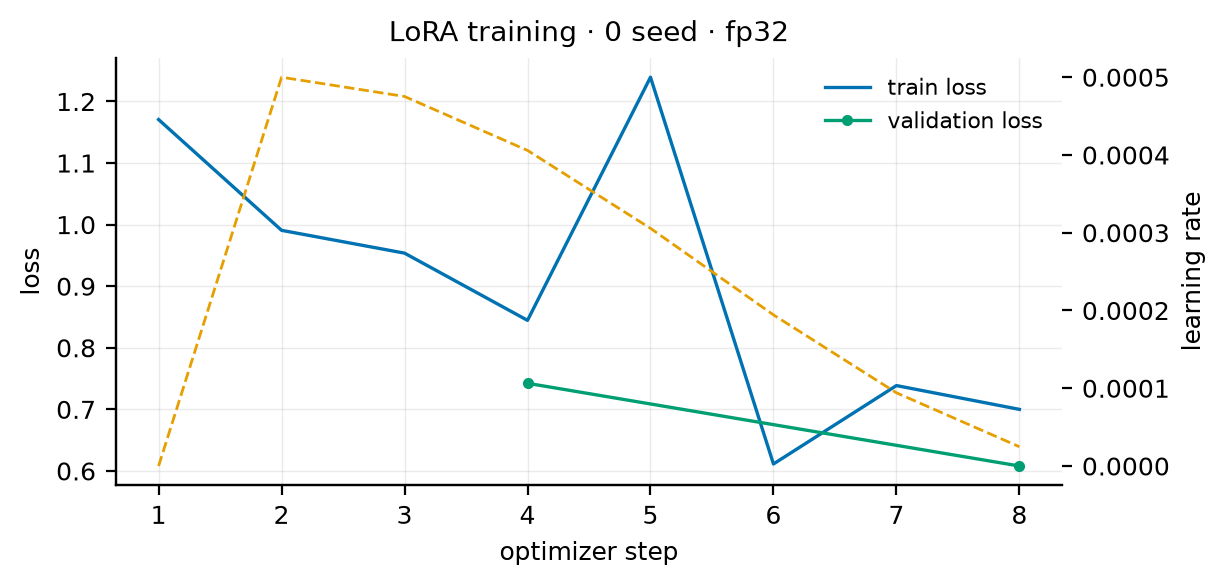 LoRA training · 0 seed · fp32
train loss
validation loss
1.2
1.1
1.0
0.9
0.8
0.7
0.6
loss
0.0005
0.0004
0.0003
0.0002
0.0001
0.0000
learning rate
1 2 3 4 5 6 7 8
optimizer step